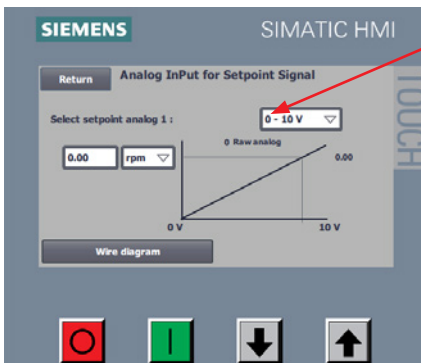 SIEMENS SIMATIC HMI
TOUCH
Return Analog InPut for Setpoint Signal
Select setpoint analog 1 : 0 - 10 V
0 Raw analog
0.00 rpm 0.00
0 V 10 V
Wire diagram